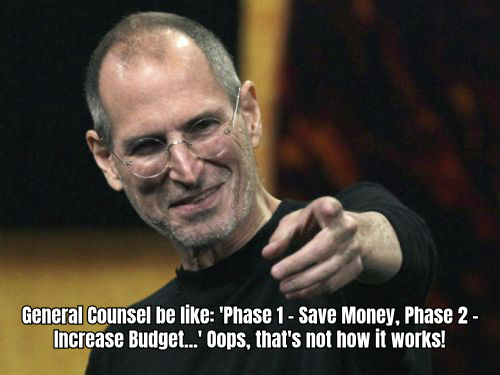 General Counsel be like: 'Phase 1 - Save Money, Phase 2 -
Increase Budget...' Oops, that's not how it works!